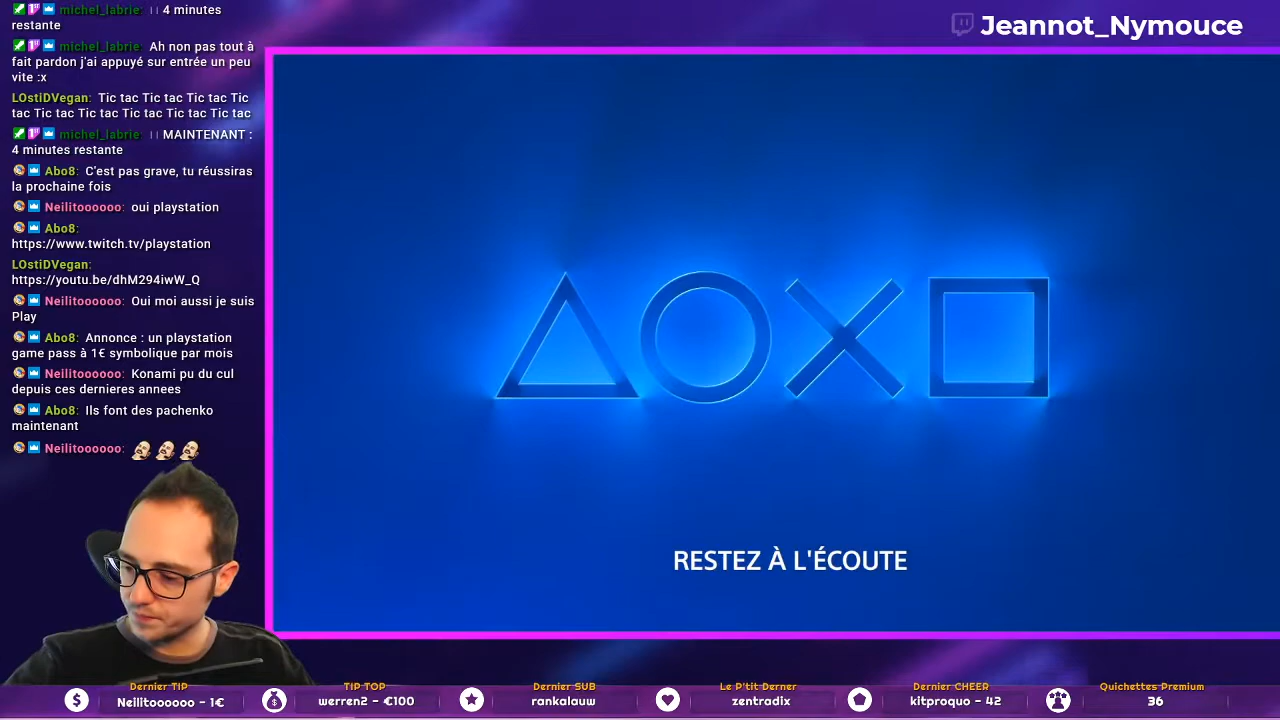 michel_labrie: || 4 minutes
restante
michel_labrie: Ah non pas tout à
fait pardon j'ai appuyé sur entrée un peu
vite :x
LOstiDVegan: Tic tac Tic tac Tic tac Tic
tac Tic tac Tic tac Tic tac Tic tac Tic tac
michel_labrie: || MAINTENANT :
4 minutes restante
Abo8: C'est pas grave, tu réussiras
la prochaine fois
Neilitoooooo: oui playstation
Abo8:
https://www.twitch.tv/playstation
LOstiDVegan:
https://youtu.be/dhM294iwW_Q
Neilitoooooo: Oui moi aussi je suis
Play
Abo8: Annonce : un playstation
game pass à 1€ symbolique par mois
Neilitoooooo: Konami pu du cul
depuis ces dernieres annees
Abo8: Ils font des pachenko
maintenant
Neilitoooooo:
Jeannot_Nymouce
RESTEZ À L'ÉCOUTE
Dernier TIP
Neilitoooooo - 1€
TIP TOP
werren2 - €100
Dernier SUB
rankalauw
Le P'tit Derner
zentradix
Dernier CHEER
kitproquo - 42
Quichettes Premium
36